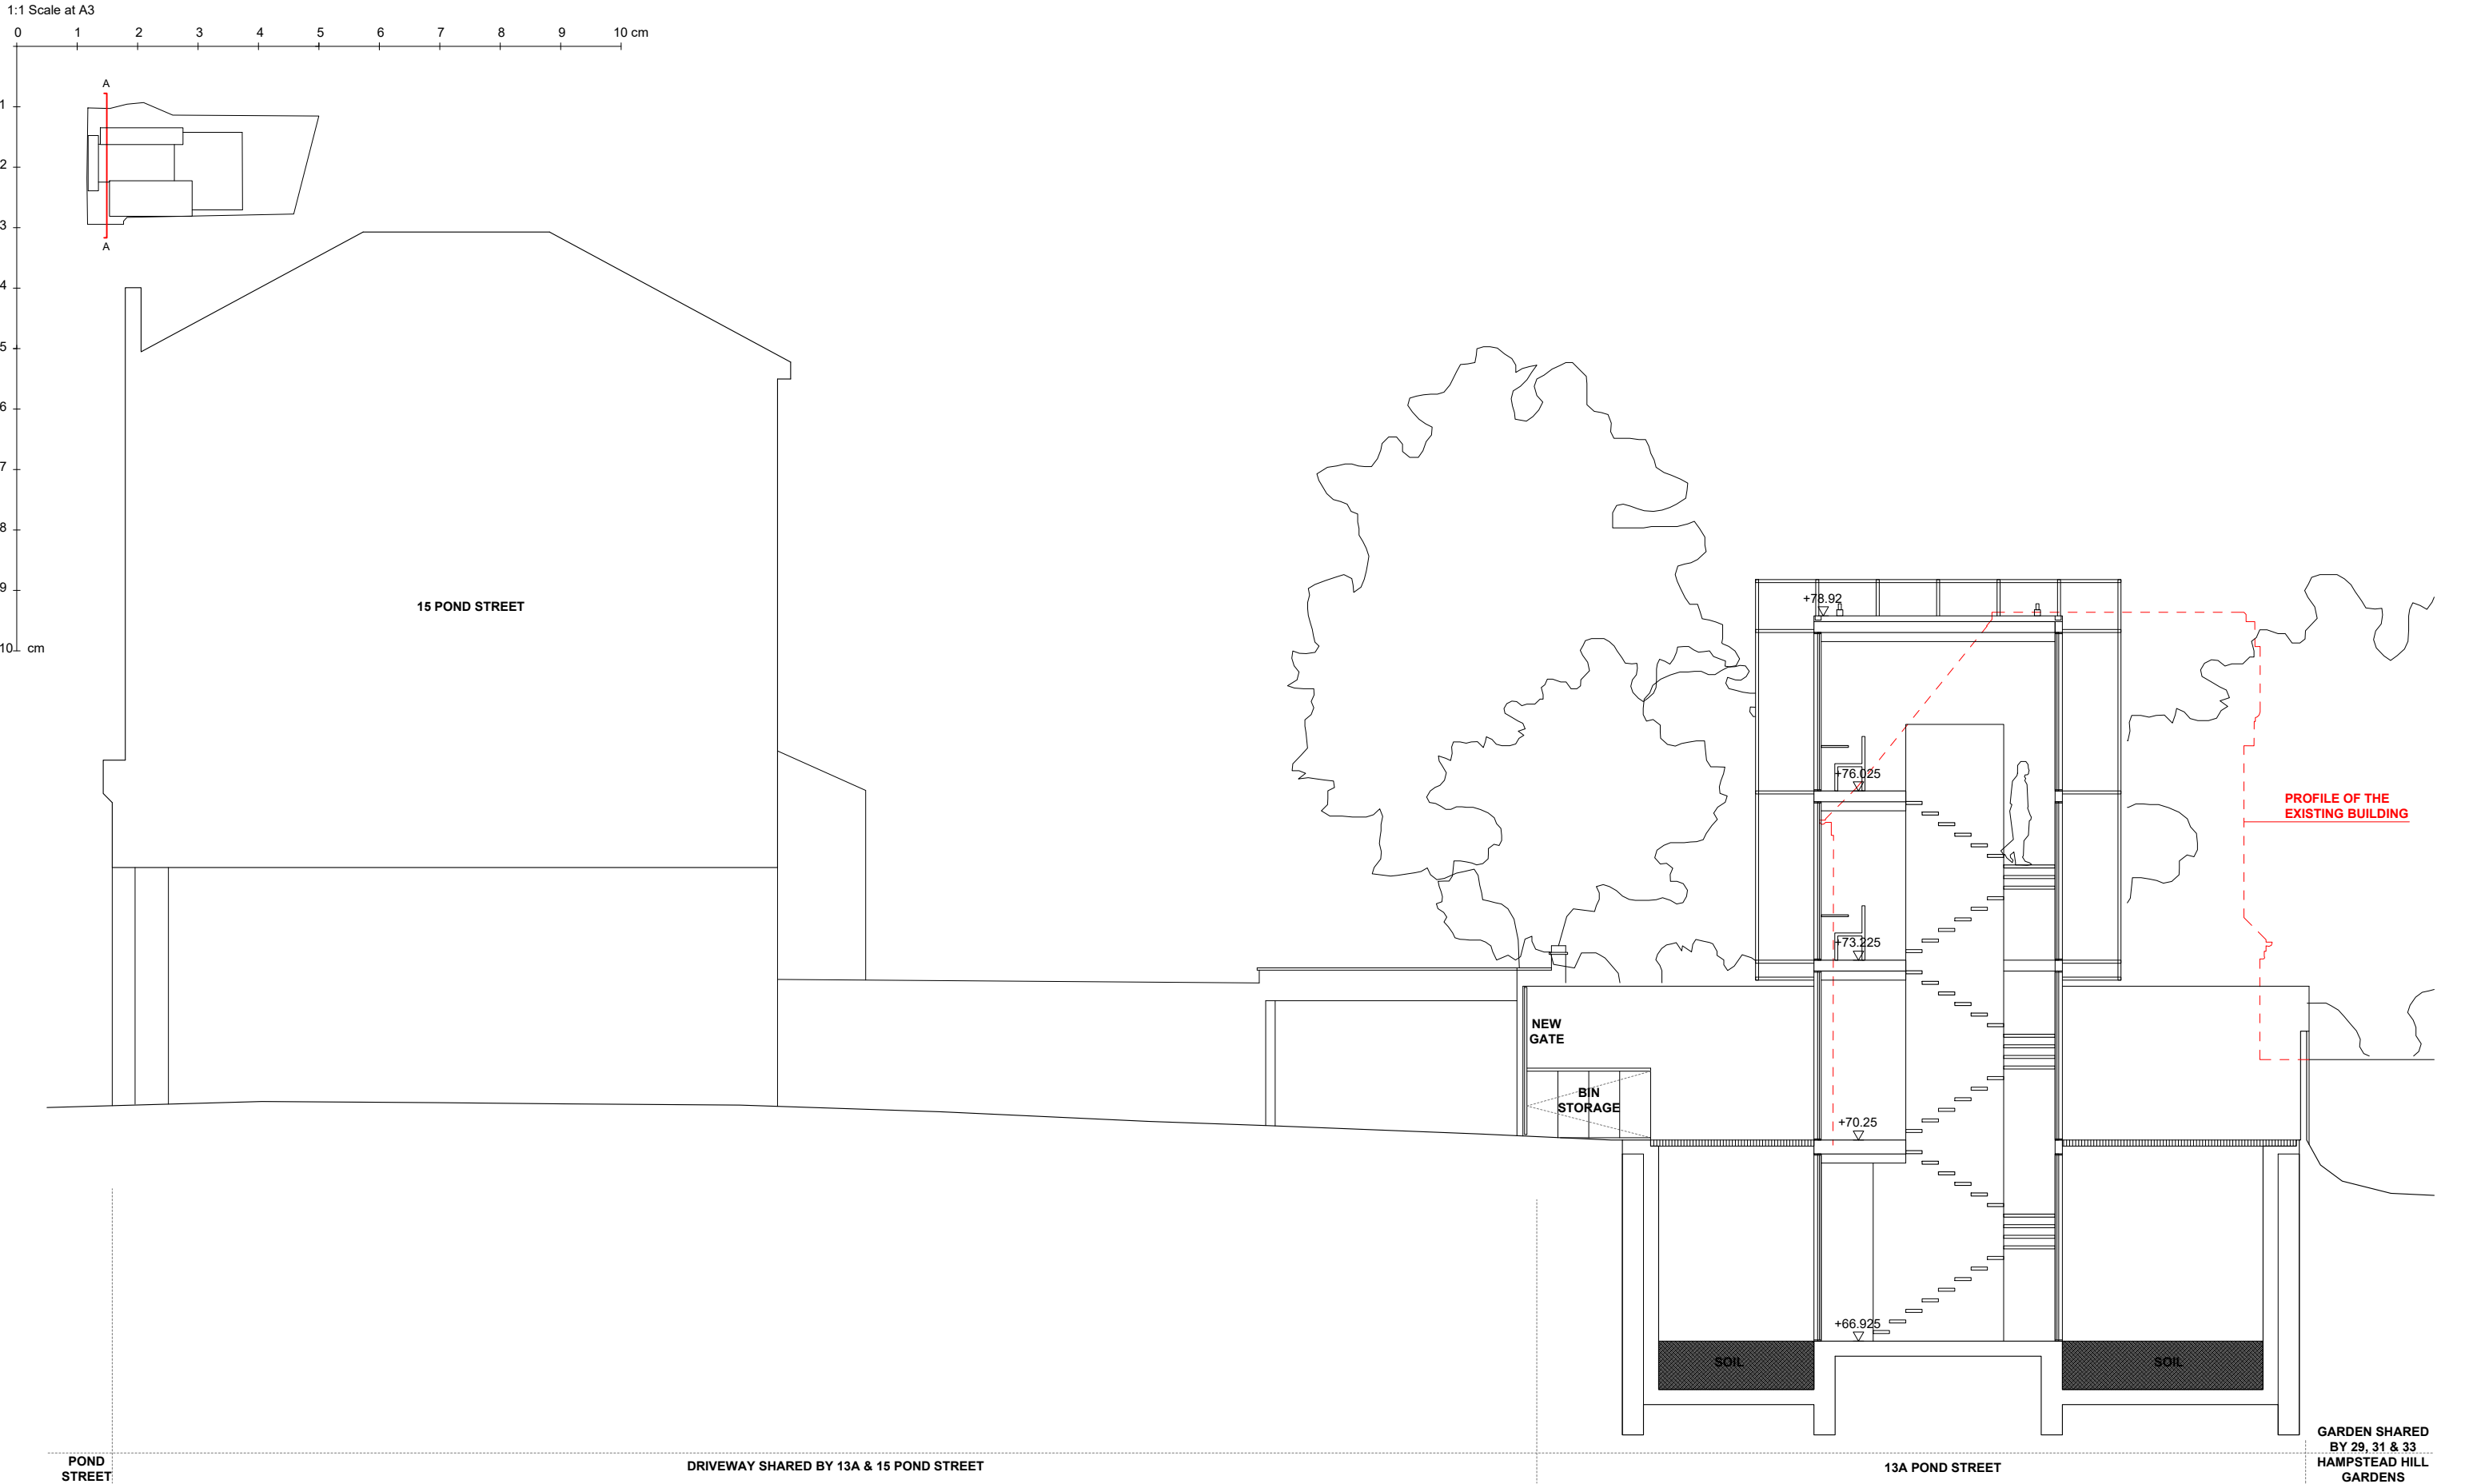 1:1 Scale at A3
0 1 2 3 4 5 6 7 8 9 10 cm
A
1
2
3
A
4
5
6
7
8
9
10 cm
15 POND STREET
+78.92
+76.025
PROFILE OF THE
EXISTING BUILDING
+73.225
NEW
GATE
BIN
STORAGE
+70.25
+66.925
SOIL
SOIL
POND
STREET
DRIVEWAY SHARED BY 13A & 15 POND STREET
13A POND STREET
GARDEN SHARED
BY 29, 31 & 33
HAMPSTEAD HILL
GARDENS